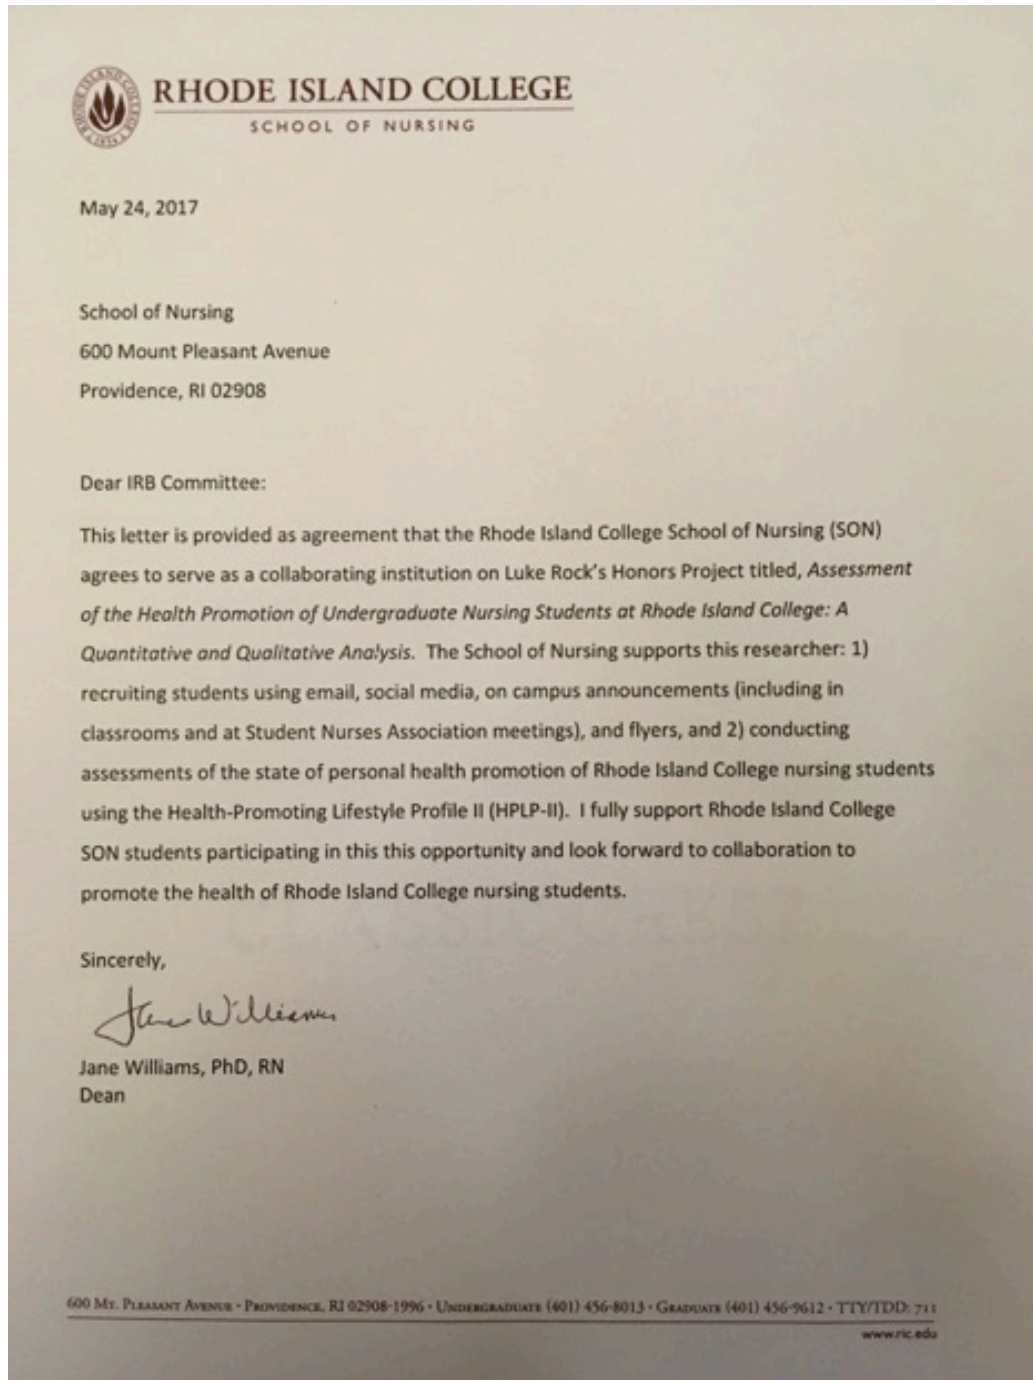 RHODE ISLAND COLLEGE
SCHOOL OF NURSING
May 24, 2017
School of Nursing
600 Mount Pleasant Avenue
Providence, RI 02908
Dear IRB Committee:
This letter is provided as agreement that the Rhode Island College School of Nursing (SON)
agrees to serve as a collaborating institution on Luke Rock's Honors Project titled, Assessment
of the Health Promotion of Undergraduate Nursing Students at Rhode Island College: A
Quantitative and Qualitative Analysis. The School of Nursing supports this researcher: 1)
recruiting students using email, social media, on campus announcements (including in
classrooms and at Student Nurses Association meetings), and flyers, and 2) conducting
assessments of the state of personal health promotion of Rhode Island College nursing students
using the Health-Promoting Lifestyle Profile II (HPLP-II). I fully support Rhode Island College
SON students participating in this this opportunity and look forward to collaboration to
promote the health of Rhode Island College nursing students.
Sincerely,
Jane Williams
Jane Williams, PhD, RN
Dean
600 Mt. Pleasant Avenue · Providence, RI 02908-1996 · Undergraduate (401) 456-8013 · Graduate (401) 456-9612 · TTY/TDD: 711
www.ric.edu